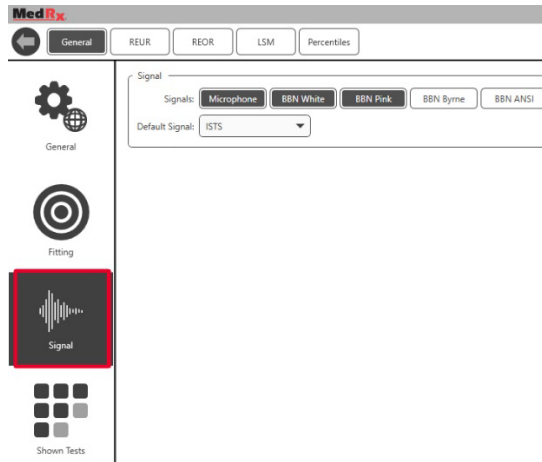 MedRx
General REUR REOR LSM Percentiles
Signal
Signals: Microphone BBN White BBN Pink BBN Byrne BBN ANSI
Default Signal: ISTS
General
Fitting
Signal
Shown Tests